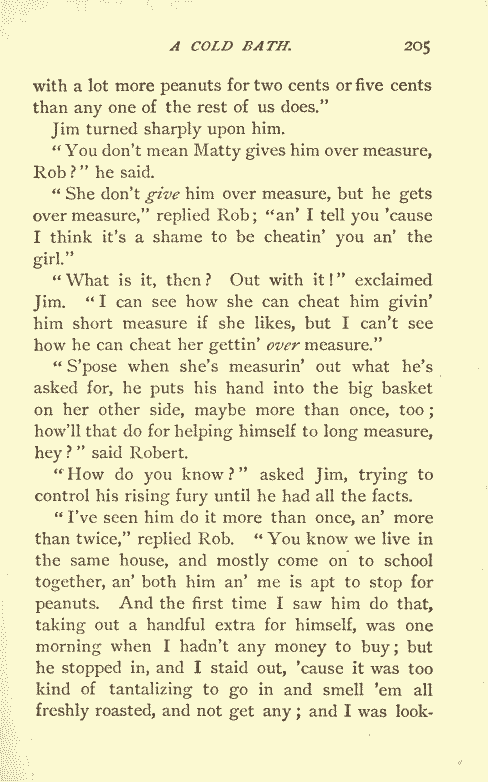 A COLD BATH. 205
with a lot more peanuts for two cents or five cents
than any one of the rest of us does.”
Jim turned sharply upon him.
“ You don't mean Matty gives him over measure,
Rob ? ” he said.
“ She don't give him over measure, but he gets
over measure,” replied Rob ; “an' I tell you 'cause
I think it's a shame to be cheatin' you an' the
girl.”
“ What is it, then ? Out with it ! ” exclaimed
Jim. “ I can see how she can cheat him givin'
him short measure if she likes, but I can't see
how he can cheat her gettin' over measure.”
“ S'pose when she's measurin' out what he's
asked for, he puts his hand into the big basket
on her other side, maybe more than once, too ;
how'll that do for helping himself to long measure,
hey ? ” said Robert.
“ How do you know ? ” asked Jim, trying to
control his rising fury until he had all the facts.
“ I've seen him do it more than once, an' more
than twice,” replied Rob. “ You know we live in
the same house, and mostly come on to school
together, an' both him an' me is apt to stop for
peanuts. And the first time I saw him do that,
taking out a handful extra for himself, was one
morning when I hadn't any money to buy ; but
he stopped in, and I staid out, 'cause it was too
kind of tantalizing to go in and smell 'em all
freshly roasted, and not get any ; and I was look-